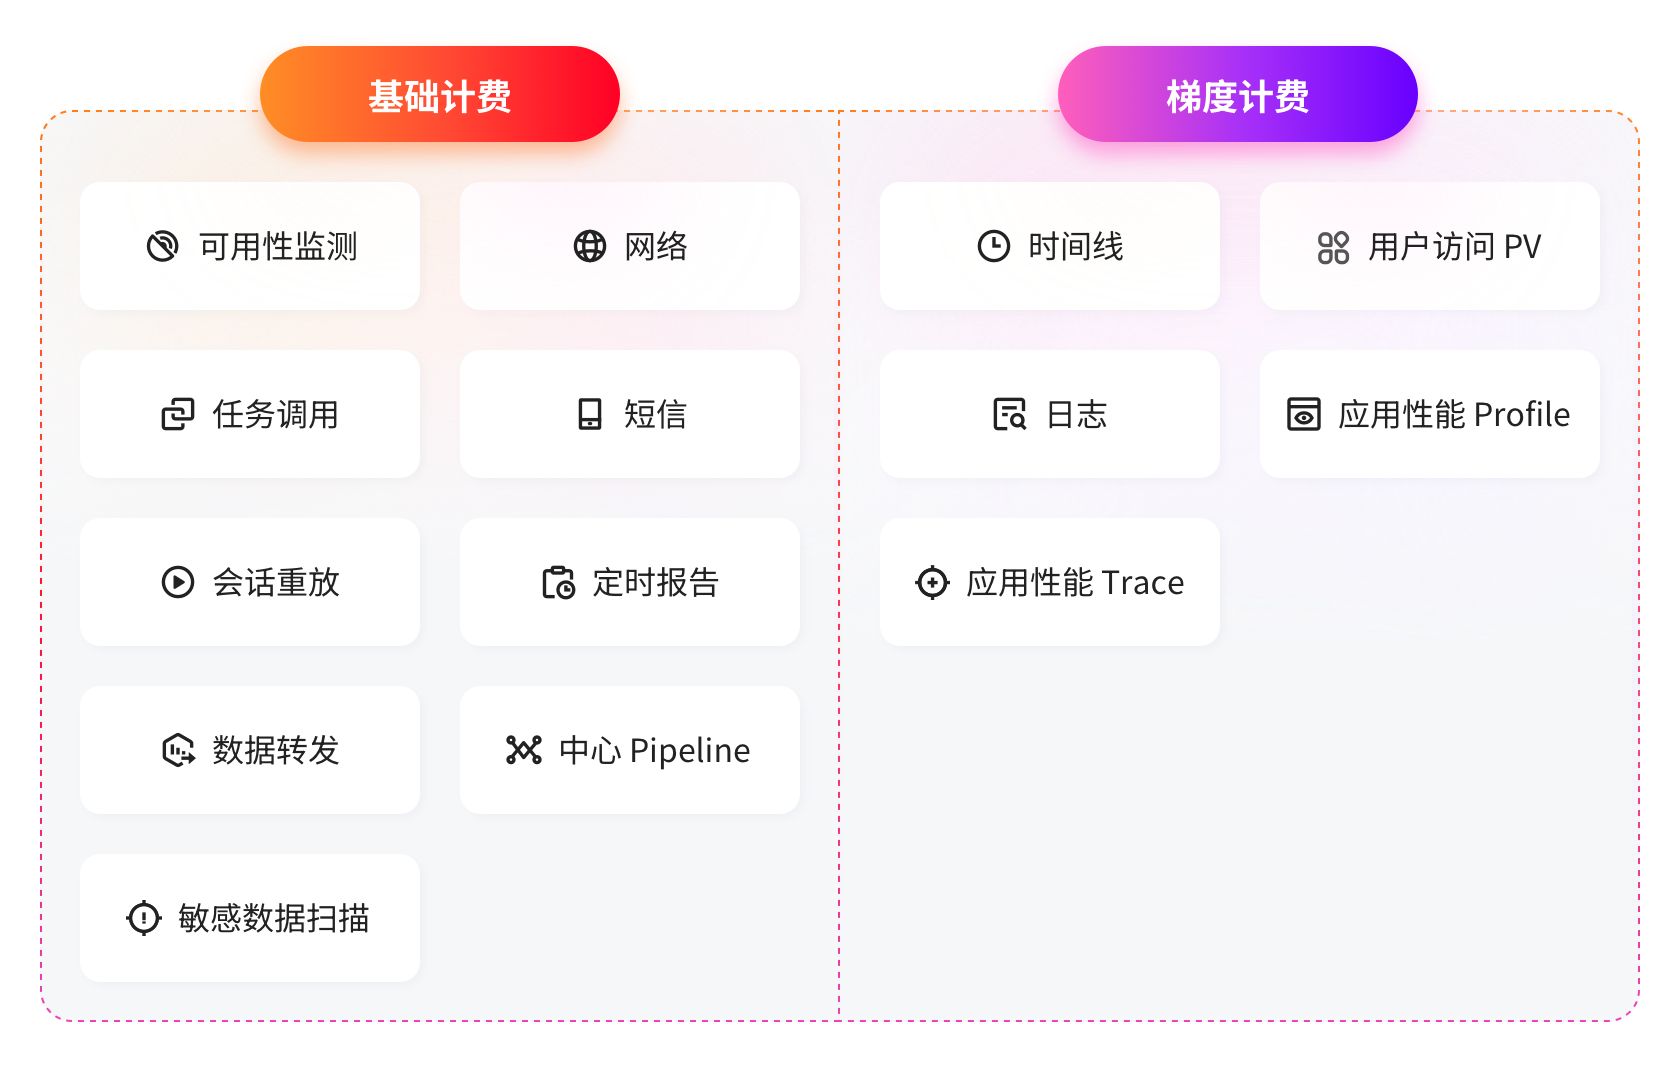 基础计费
可用性监测
网络
任务调用
短信
会话重放
定时报告
数据转发
中心 Pipeline
敏感数据扫描
梯度计费
时间线
用户访问 PV
日志
应用性能 Profile
应用性能 Trace